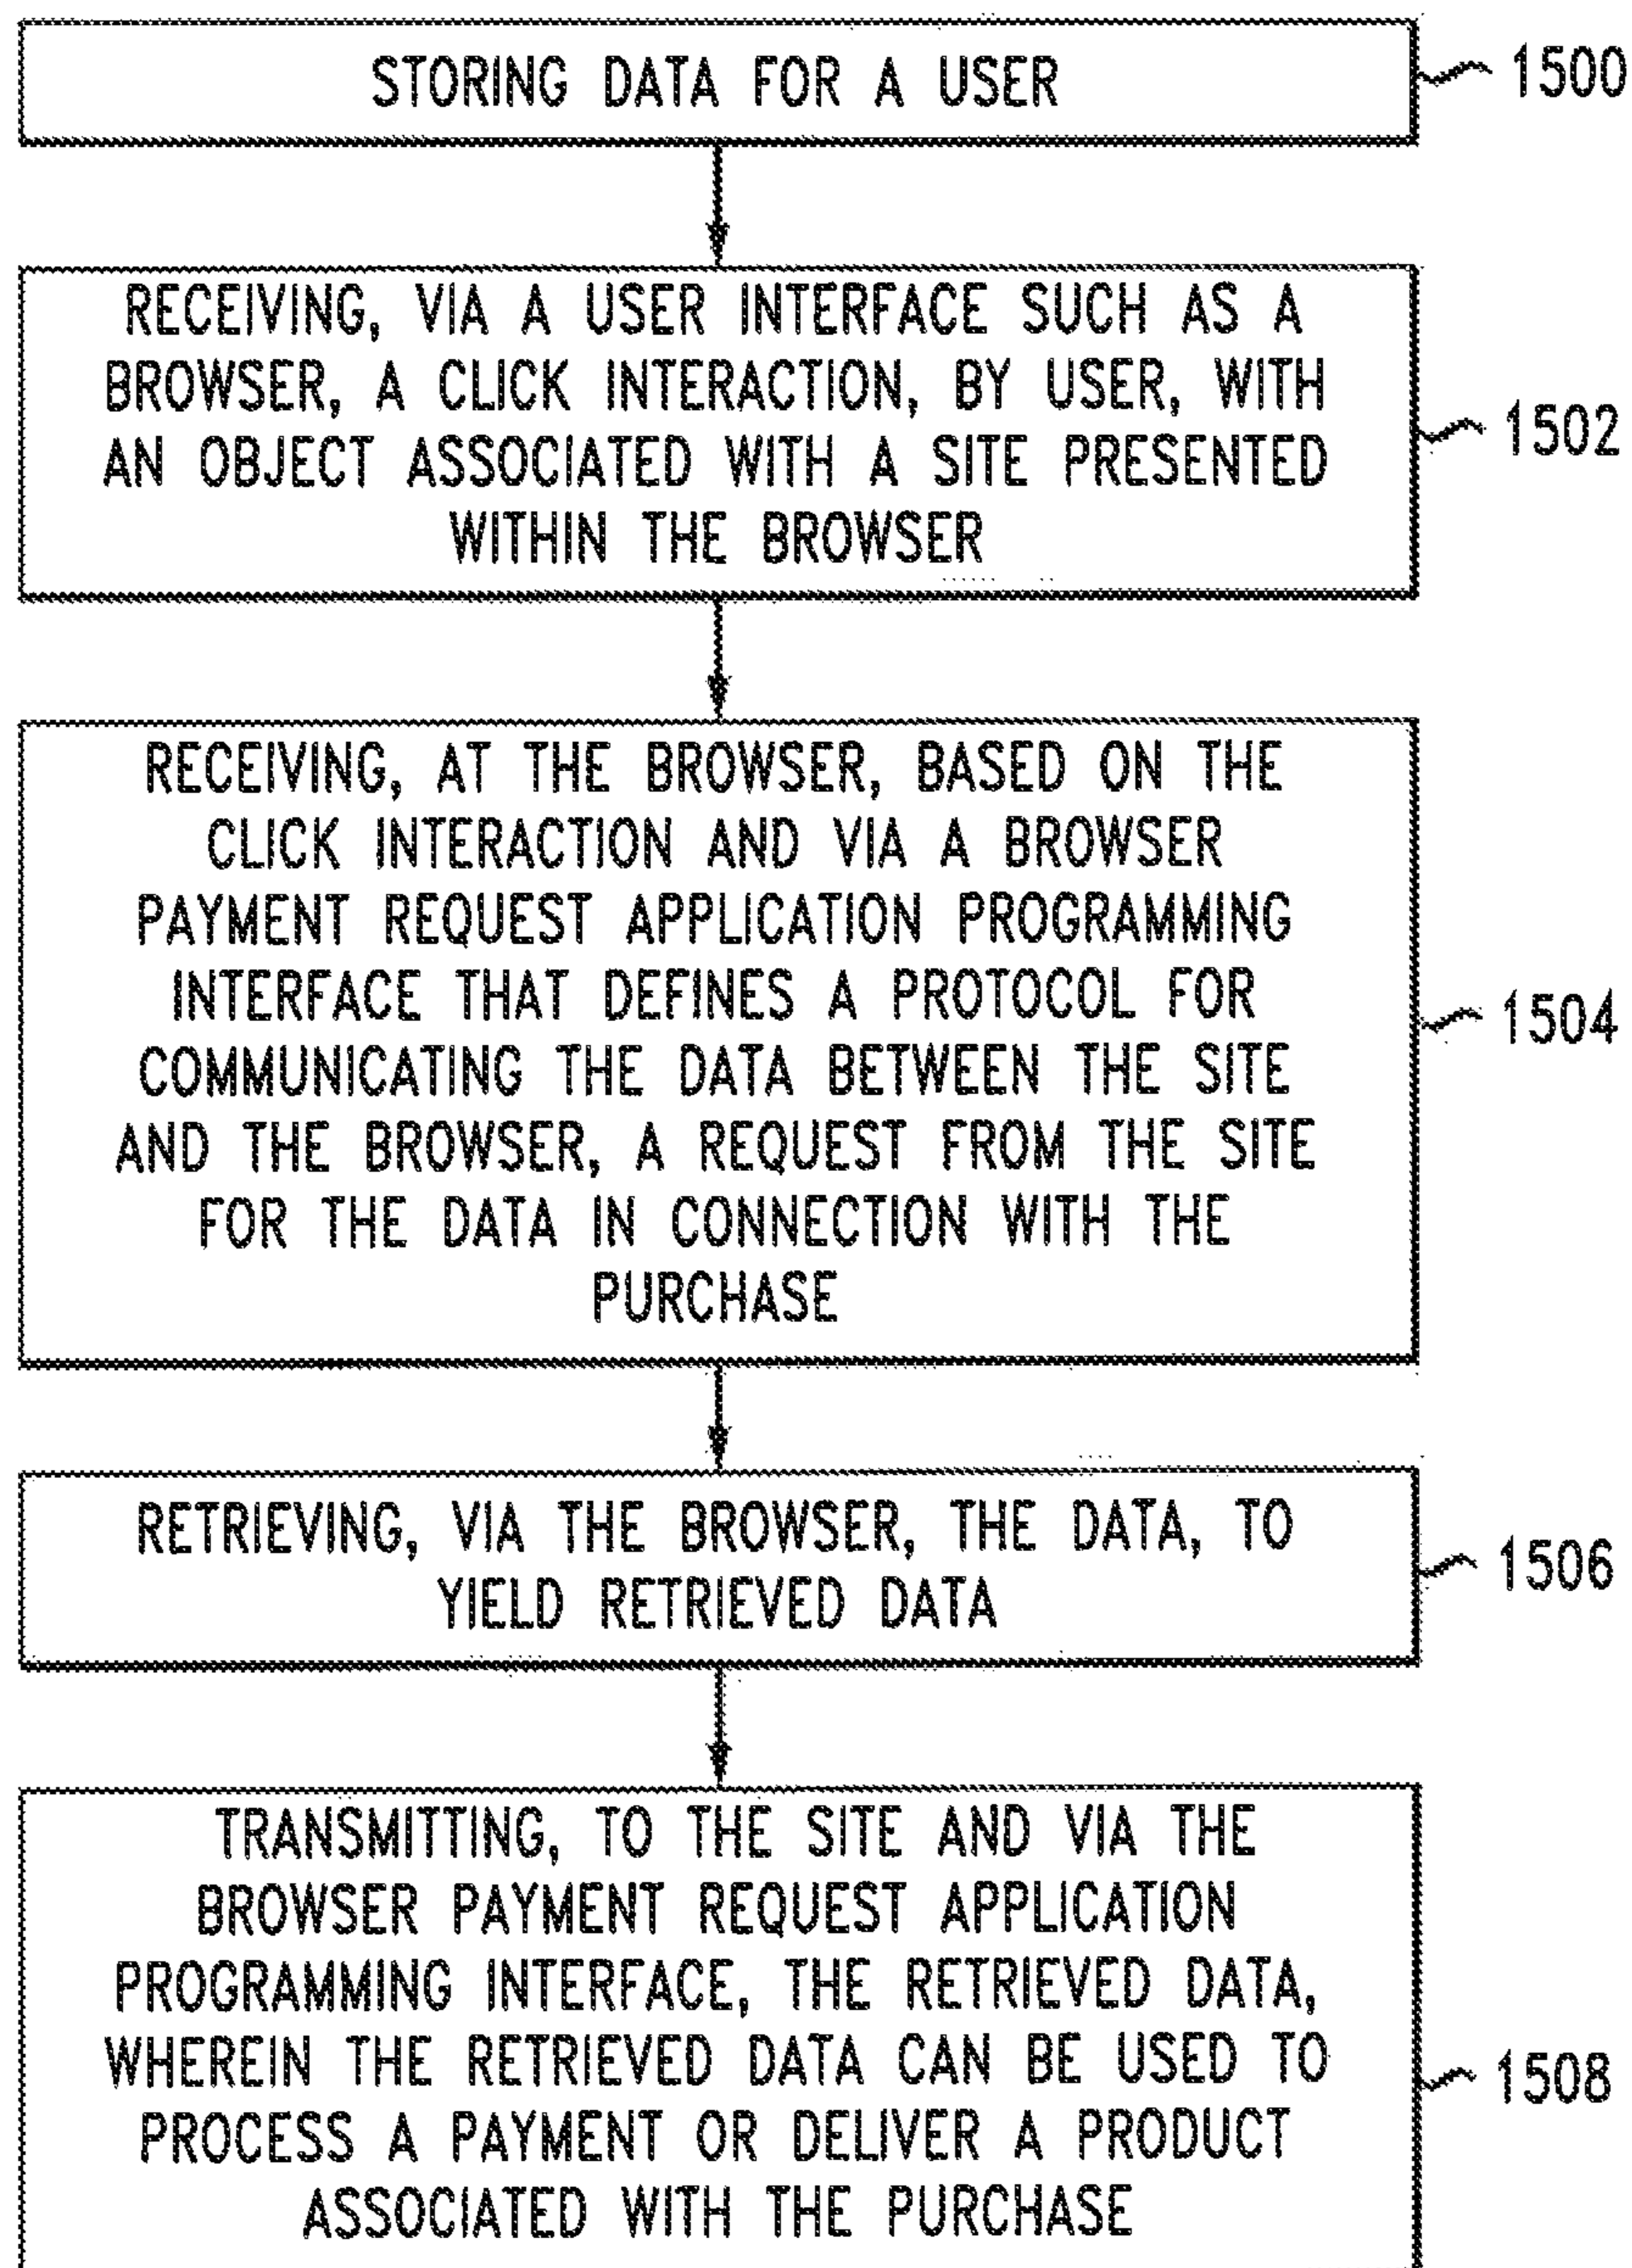 STORING DATA FOR A USER
1500
RECEIVING, VIA A USER INTERFACE SUCH AS A
BROWSER, A CLICK INTERACTION, BY USER, WITH
AN OBJECT ASSOCIATED WITH A SITE PRESENTED
WITHIN THE BROWSER
1502
RECEIVING, AT THE BROWSER, BASED ON THE
CLICK INTERACTION AND VIA A BROWSER
PAYMENT REQUEST APPLICATION PROGRAMMING
INTERFACE THAT DEFINES A PROTOCOL FOR
COMMUNICATING THE DATA BETWEEN THE SITE
AND THE BROWSER, A REQUEST FROM THE SITE
FOR THE DATA IN CONNECTION WITH THE
PURCHASE
1504
RETRIEVING, VIA THE BROWSER, THE DATA, TO
YIELD RETRIEVED DATA
1506
TRANSMITTING, TO THE SITE AND VIA THE
BROWSER PAYMENT REQUEST APPLICATION
PROGRAMMING INTERFACE, THE RETRIEVED DATA,
WHEREIN THE RETRIEVED DATA CAN BE USED TO
PROCESS A PAYMENT OR DELIVER A PRODUCT
ASSOCIATED WITH THE PURCHASE
1508